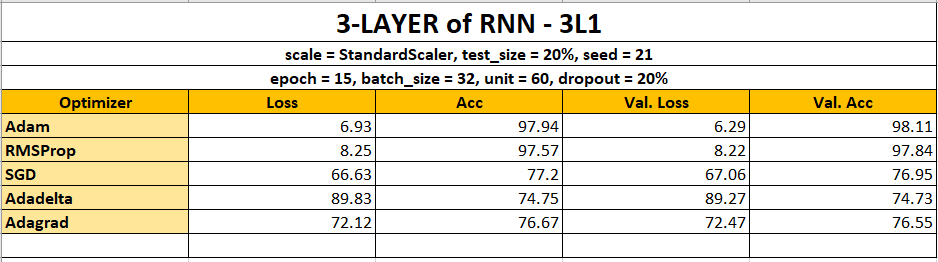 3-LAYER of RNN - 3L1
scale = StandardScaler, test_size = 20%, seed = 21
epoch = 15, batch_size = 32, unit = 60, dropout = 20%
Optimizer Loss Acc Val. Loss Val. Acc
Adam 6.93 97.94 6.29 98.11
RMSProp 8.25 97.57 8.22 97.84
SGD 66.63 77.2 67.06 76.95
Adadelta 89.83 74.75 89.27 74.73
Adagrad 72.12 76.67 72.47 76.55